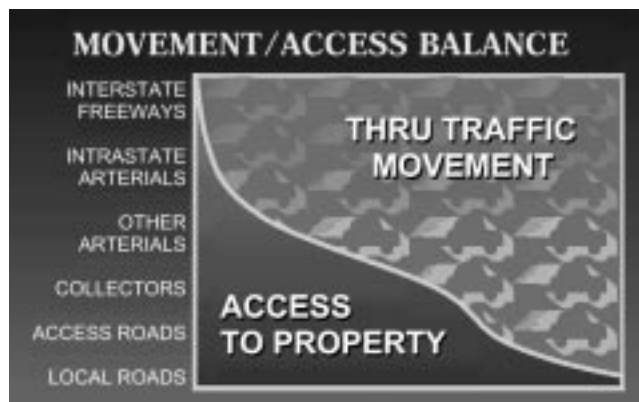 MOVEMENT/ACCESS BALANCE
INTERSTATE
FREEWAYS
INTRASTATE
ARTERIALS
OTHER
ARTERIALS
COLLECTORS
ACCESS ROADS
LOCAL ROADS
THRU TRAFFIC
MOVEMENT
ACCESS
TO PROPERTY